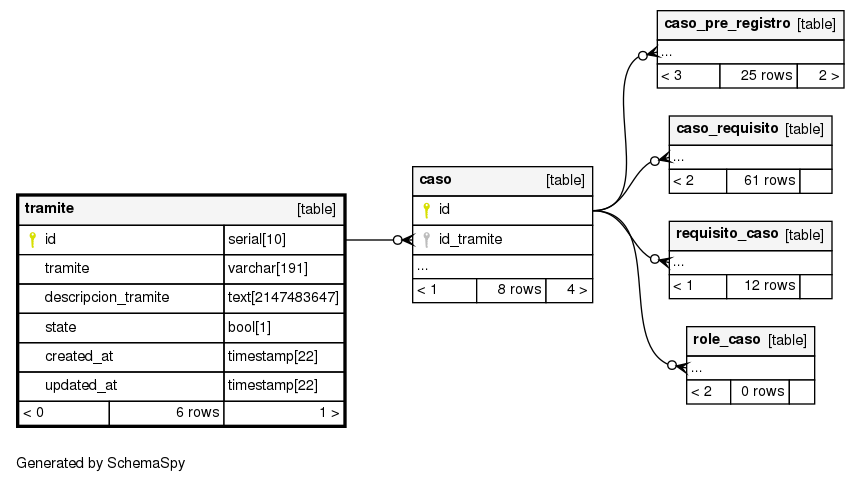 caso_pre_registro [table]
...
< 3 25 rows 2 >
caso_requisito [table]
...
< 2 61 rows
caso [table]
id
id_tramite
...
< 1 8 rows 4 >
tramite [table]
id serial[10]
tramite varchar[191]
descripcion_tramite text[2147483647]
state bool[1]
created_at timestamp[22]
updated_at timestamp[22]
< 0 6 rows 1 >
requisito_caso [table]
...
< 1 12 rows
role_caso [table]
...
< 2 0 rows
Generated by SchemaSpy